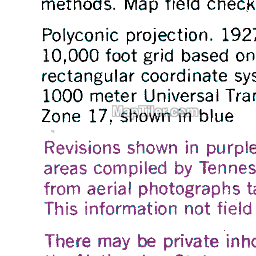 methods. Map field check
Polyconic projection. 1927
10,000 foot grid based on
rectangular coordinate sys
1000 meter Universal Tran
Zone 17, shown in blue
MapTiler.com
Revisions shown in purple
areas compiled by Tennes
from aerial photographs ta
This information not field
There may be private inho